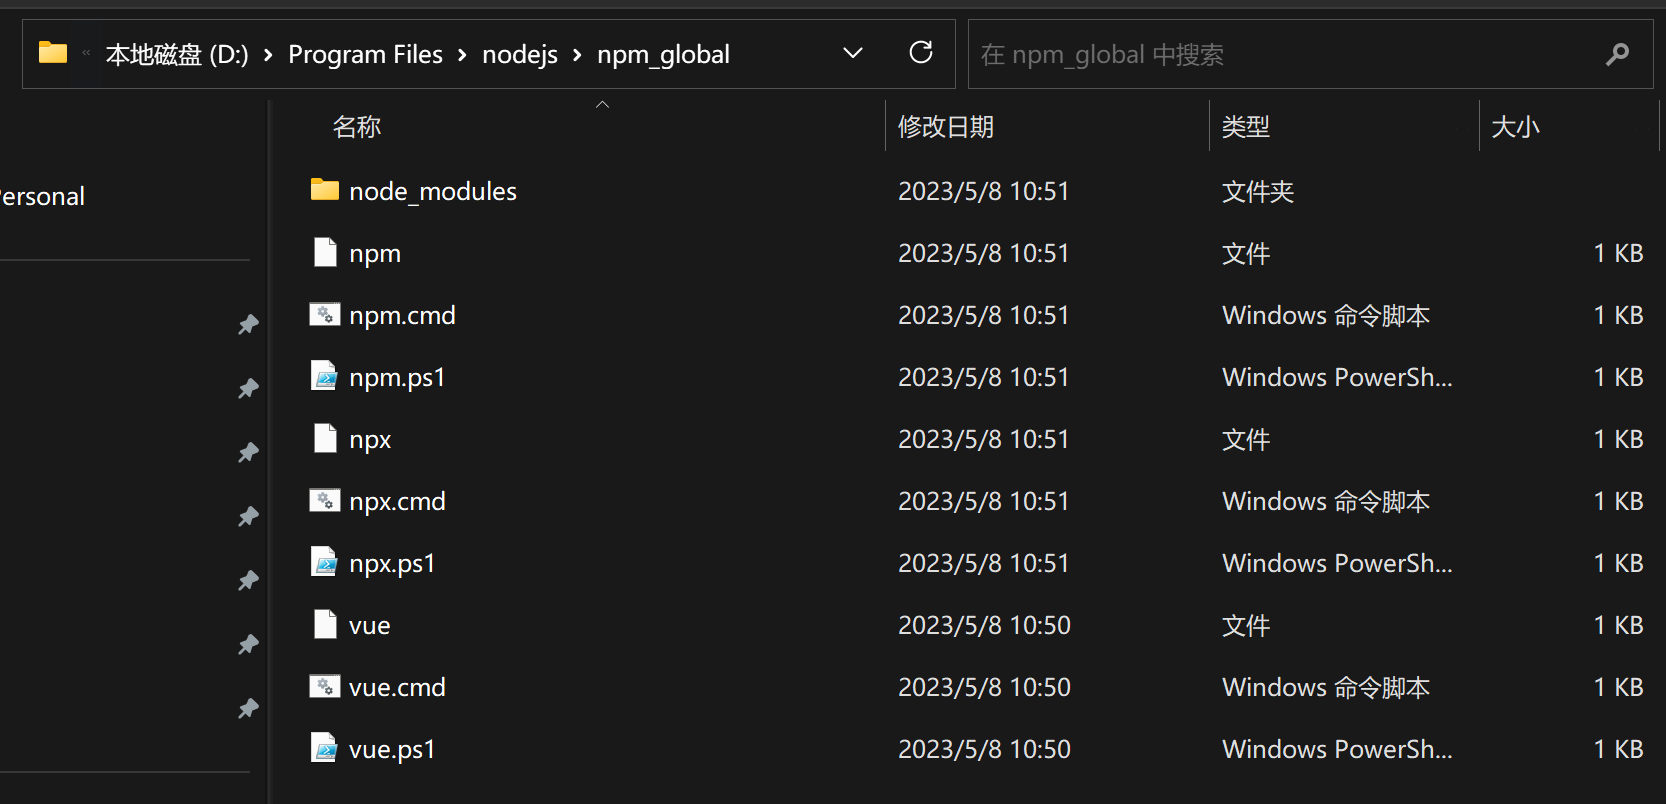 « 本地磁盘 (D:) › Program Files › nodejs › npm_global
在 npm_global 中搜索
名称 修改日期 类型 大小
ersonal
node_modules 2023/5/8 10:51 文件夹
npm 2023/5/8 10:51 文件 1 KB
npm.cmd 2023/5/8 10:51 Windows 命令脚本 1 KB
npm.ps1 2023/5/8 10:51 Windows PowerSh... 1 KB
npx 2023/5/8 10:51 文件 1 KB
npx.cmd 2023/5/8 10:51 Windows 命令脚本 1 KB
npx.ps1 2023/5/8 10:51 Windows PowerSh... 1 KB
vue 2023/5/8 10:50 文件 1 KB
vue.cmd 2023/5/8 10:50 Windows 命令脚本 1 KB
vue.ps1 2023/5/8 10:50 Windows PowerSh... 1 KB